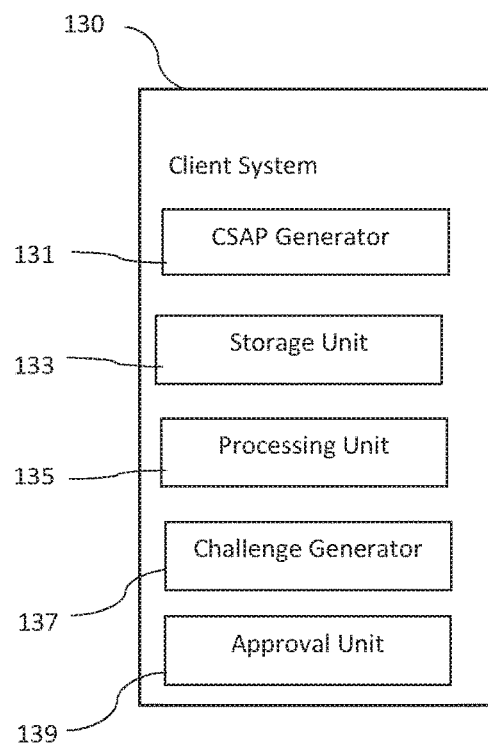 130
Client System
CSAP Generator
131
Storage Unit
133
Processing Unit
135
Challenge Generator
137
Approval Unit
139